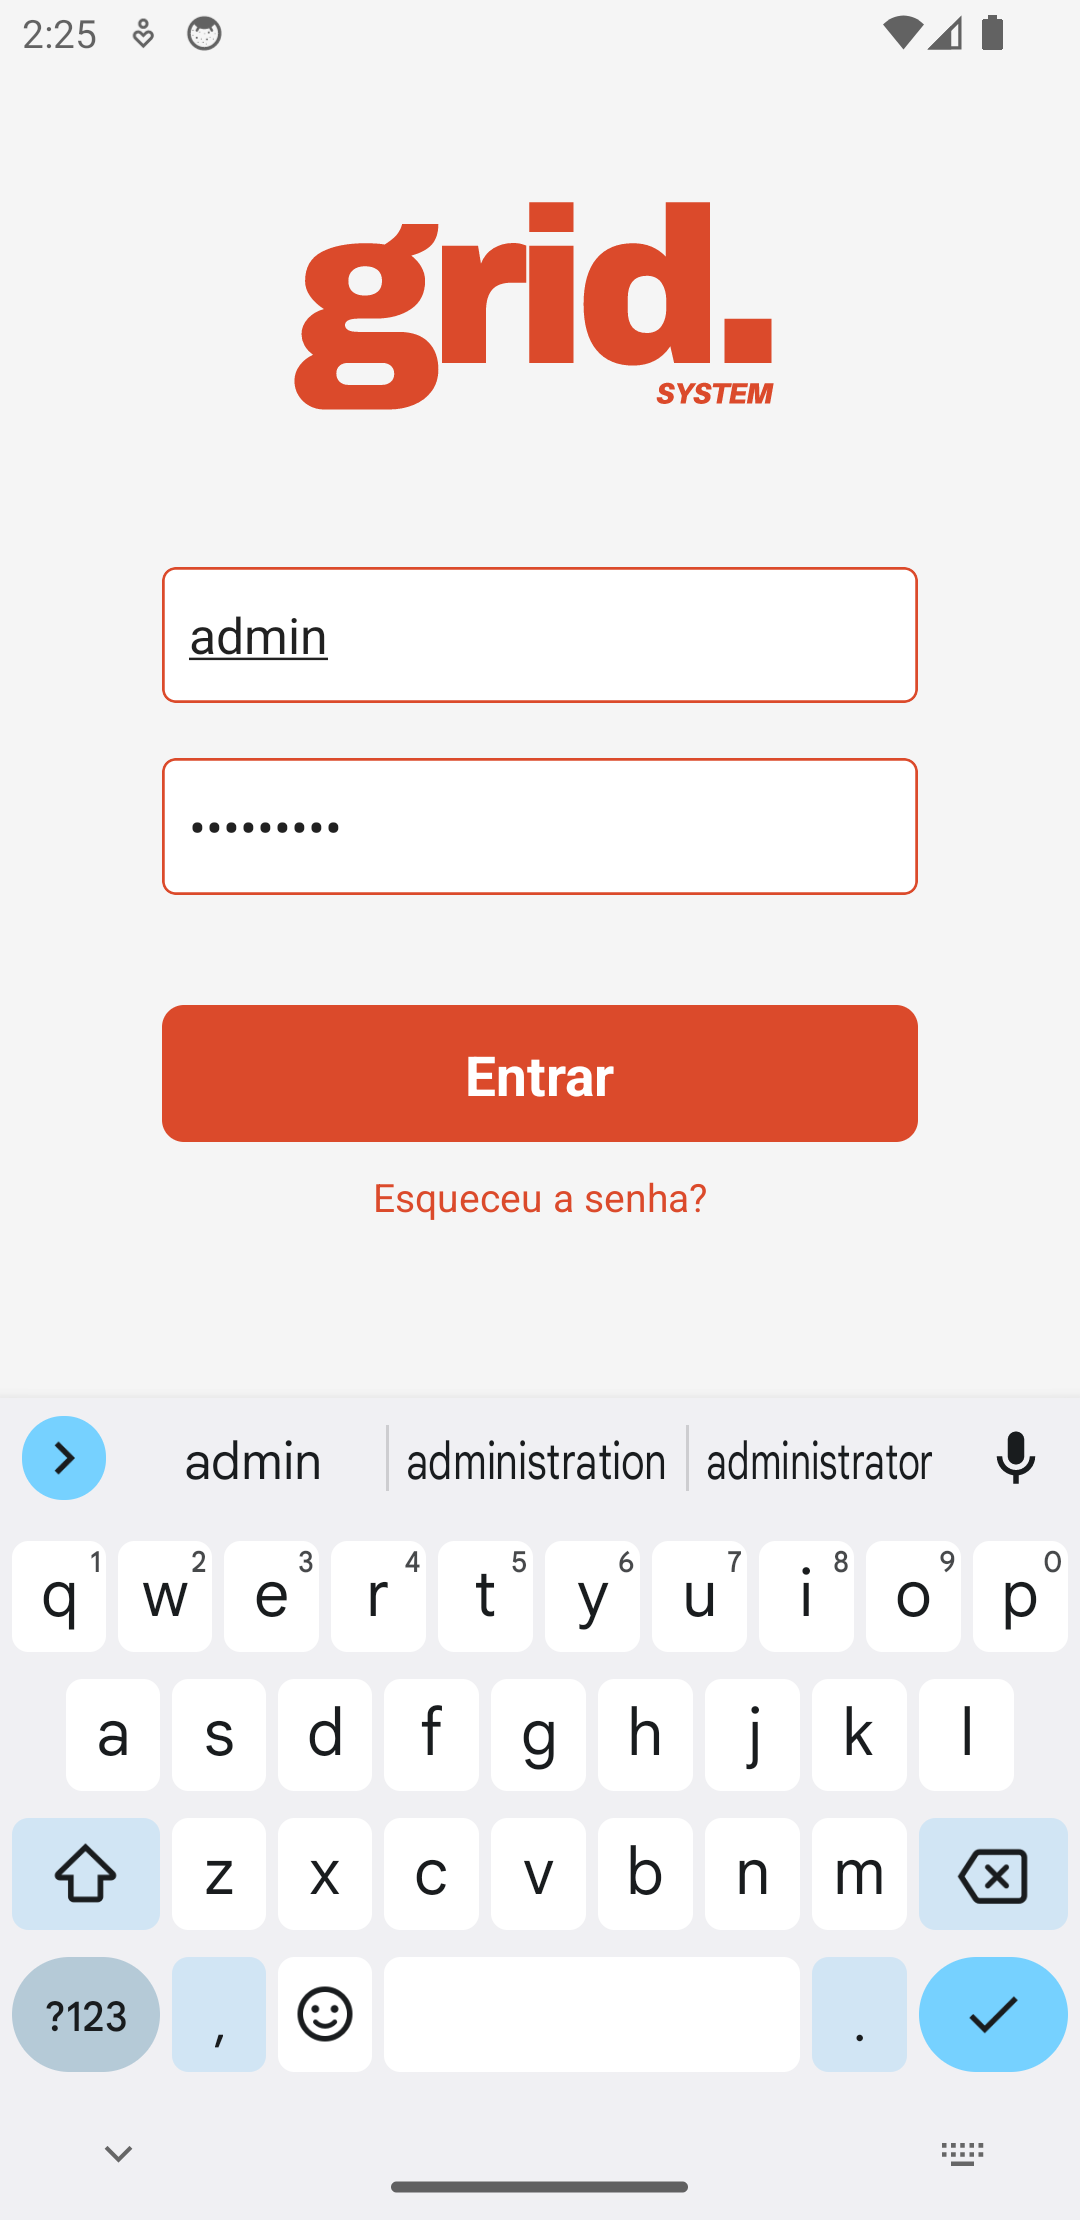 2:25
grid.
SYSTEM
admin
•••••••••
Entrar
Esqueceu a senha?
admin administration administrator
q 1 w 2 e 3 r 4 t 5 y 6 u 7 i 8 o 9 p 0
a s d f g h j k l
z x c v b n m
?123 , .